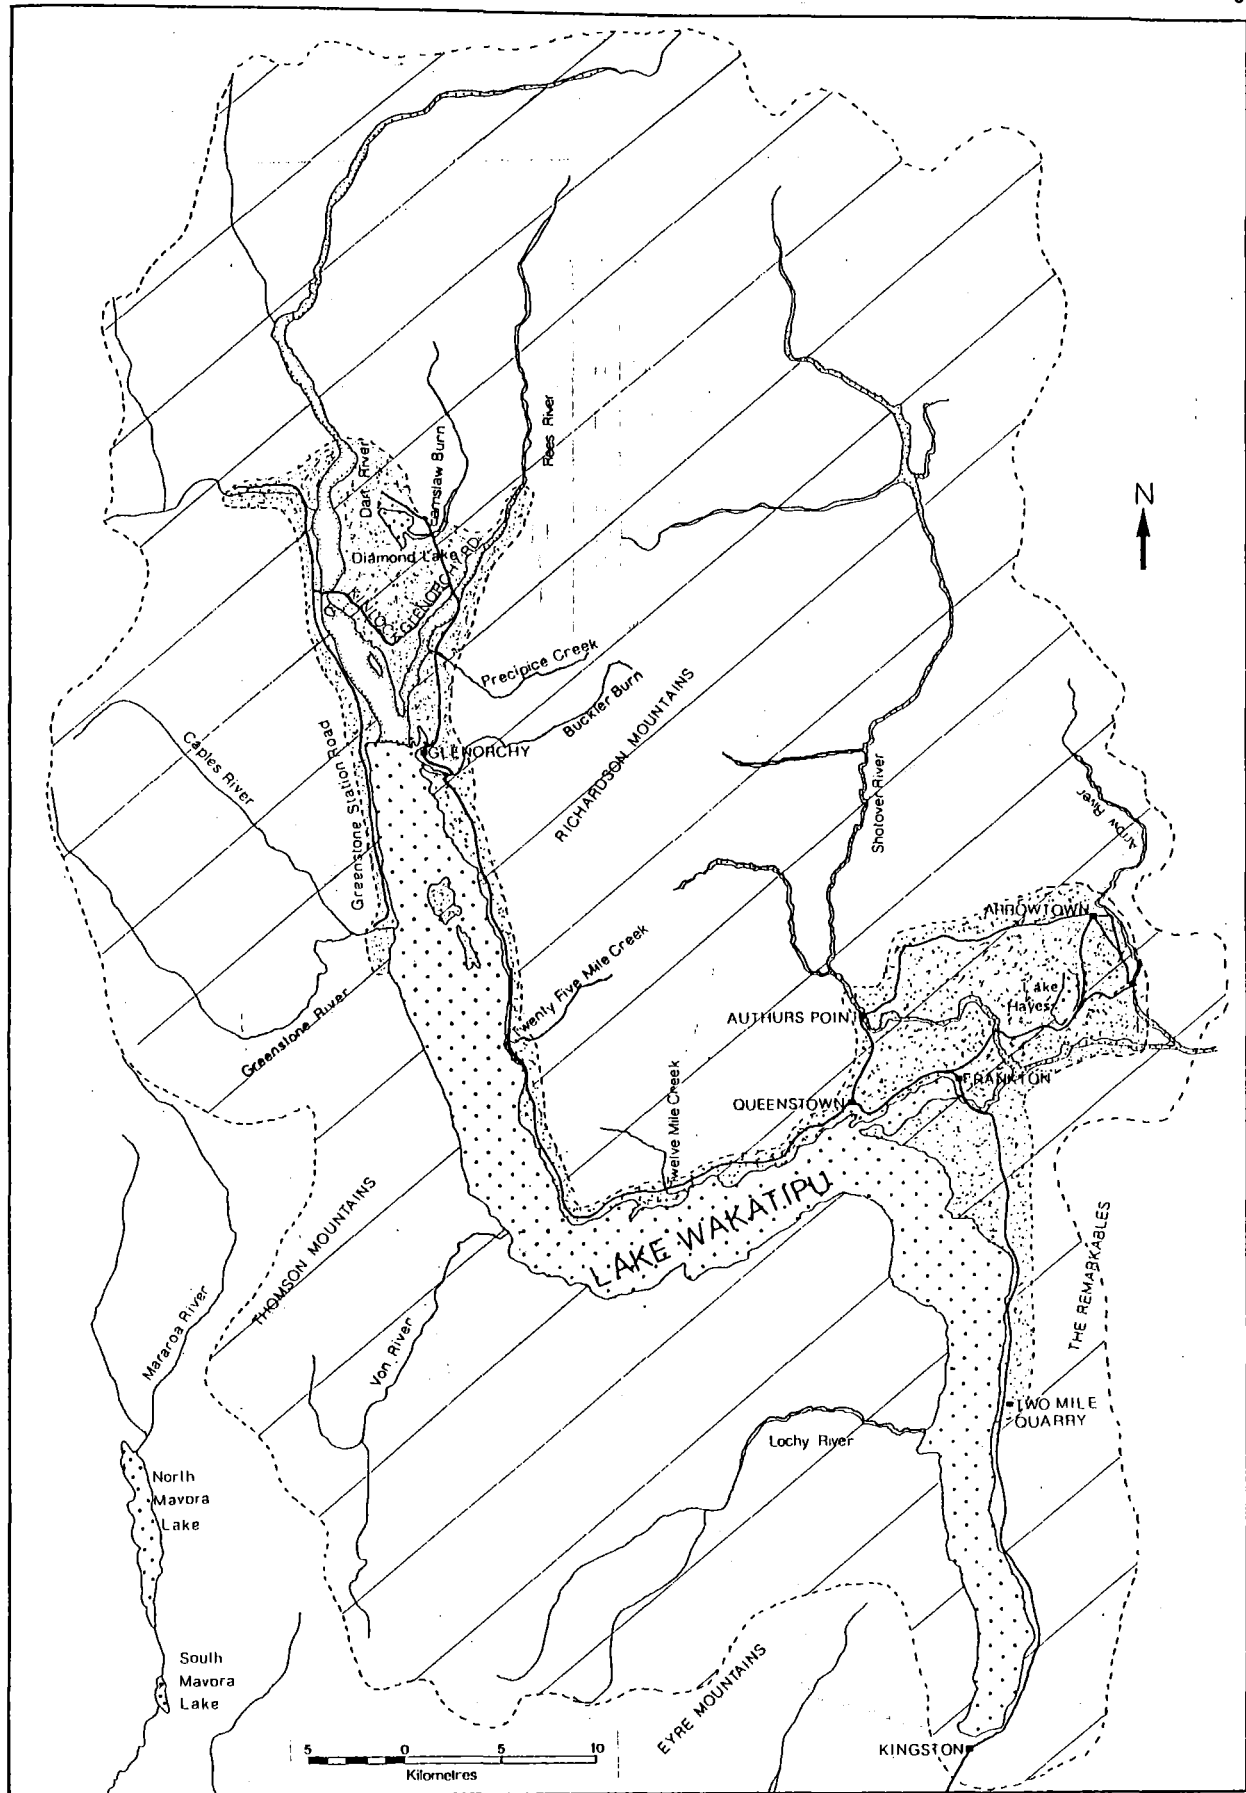 N
Rees River
Dart River
Earnslaw Burn
Diamond Lake
KINLOCH GLENORCHY RD
Precipice Creek
Buckler Burn
RICHARDSON MOUNTAINS
GLENORCHY
Greenstone Station Road
Caples River
Shotover River
Arrow River
ARROWTOWN
Lake
Hayes
Twenty Five Mile Creek
Greenstone River
AUTHURS POIN
FRANKTON
QUEENSTOWN
Twelve Mile Creek
LAKE WAKATIPU
THOMSON MOUNTAINS
THE REMARKABLES
Mararoa River
Von River
TWO MILE
QUARRY
Lochy River
North
Mavora
Lake
South
Mavora
Lake
EYRE MOUNTAINS
KINGSTON
5 0 5 10
Kilometres